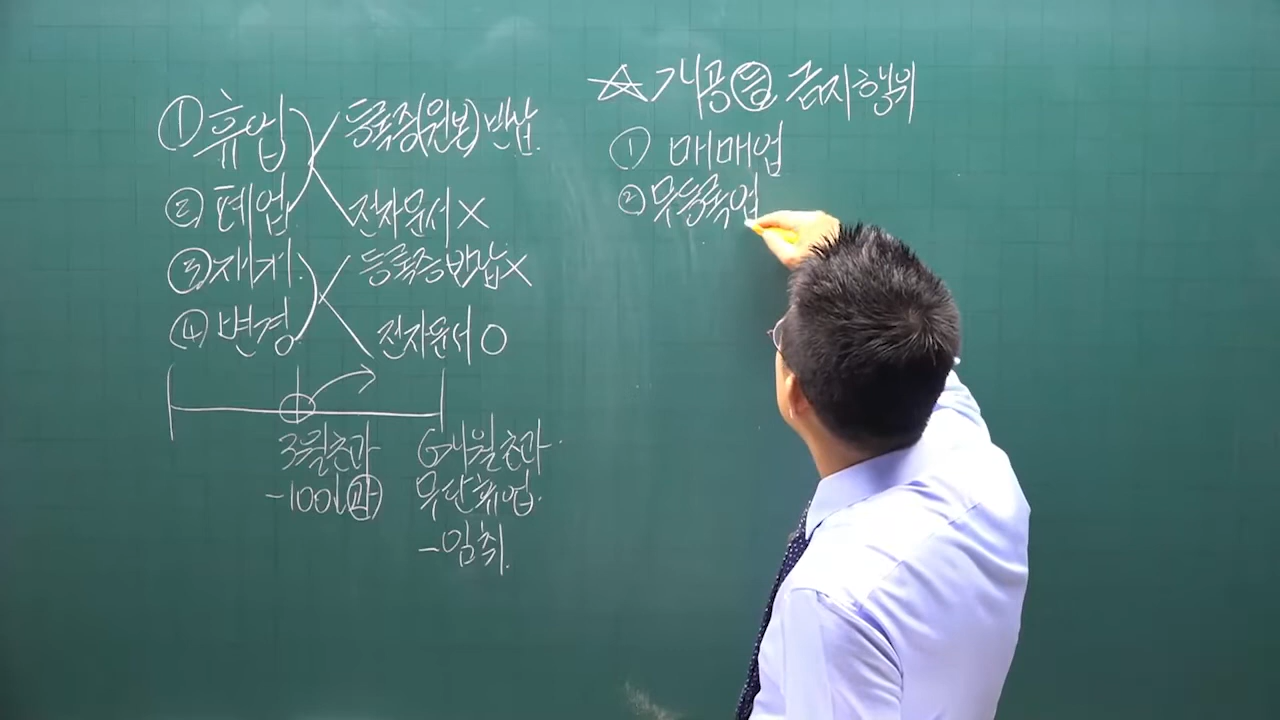 ① 휴업
등록증(원본)반납.
② 폐업
전자문서 X
③ 재개.
등록증반납X
④ 변경
전자문서 O
3월초과
-100↓㉮
6개월초과.
무단휴업.
-임취.
☆ 개공㊁ 금지행위
① 매매업
② 무등록업